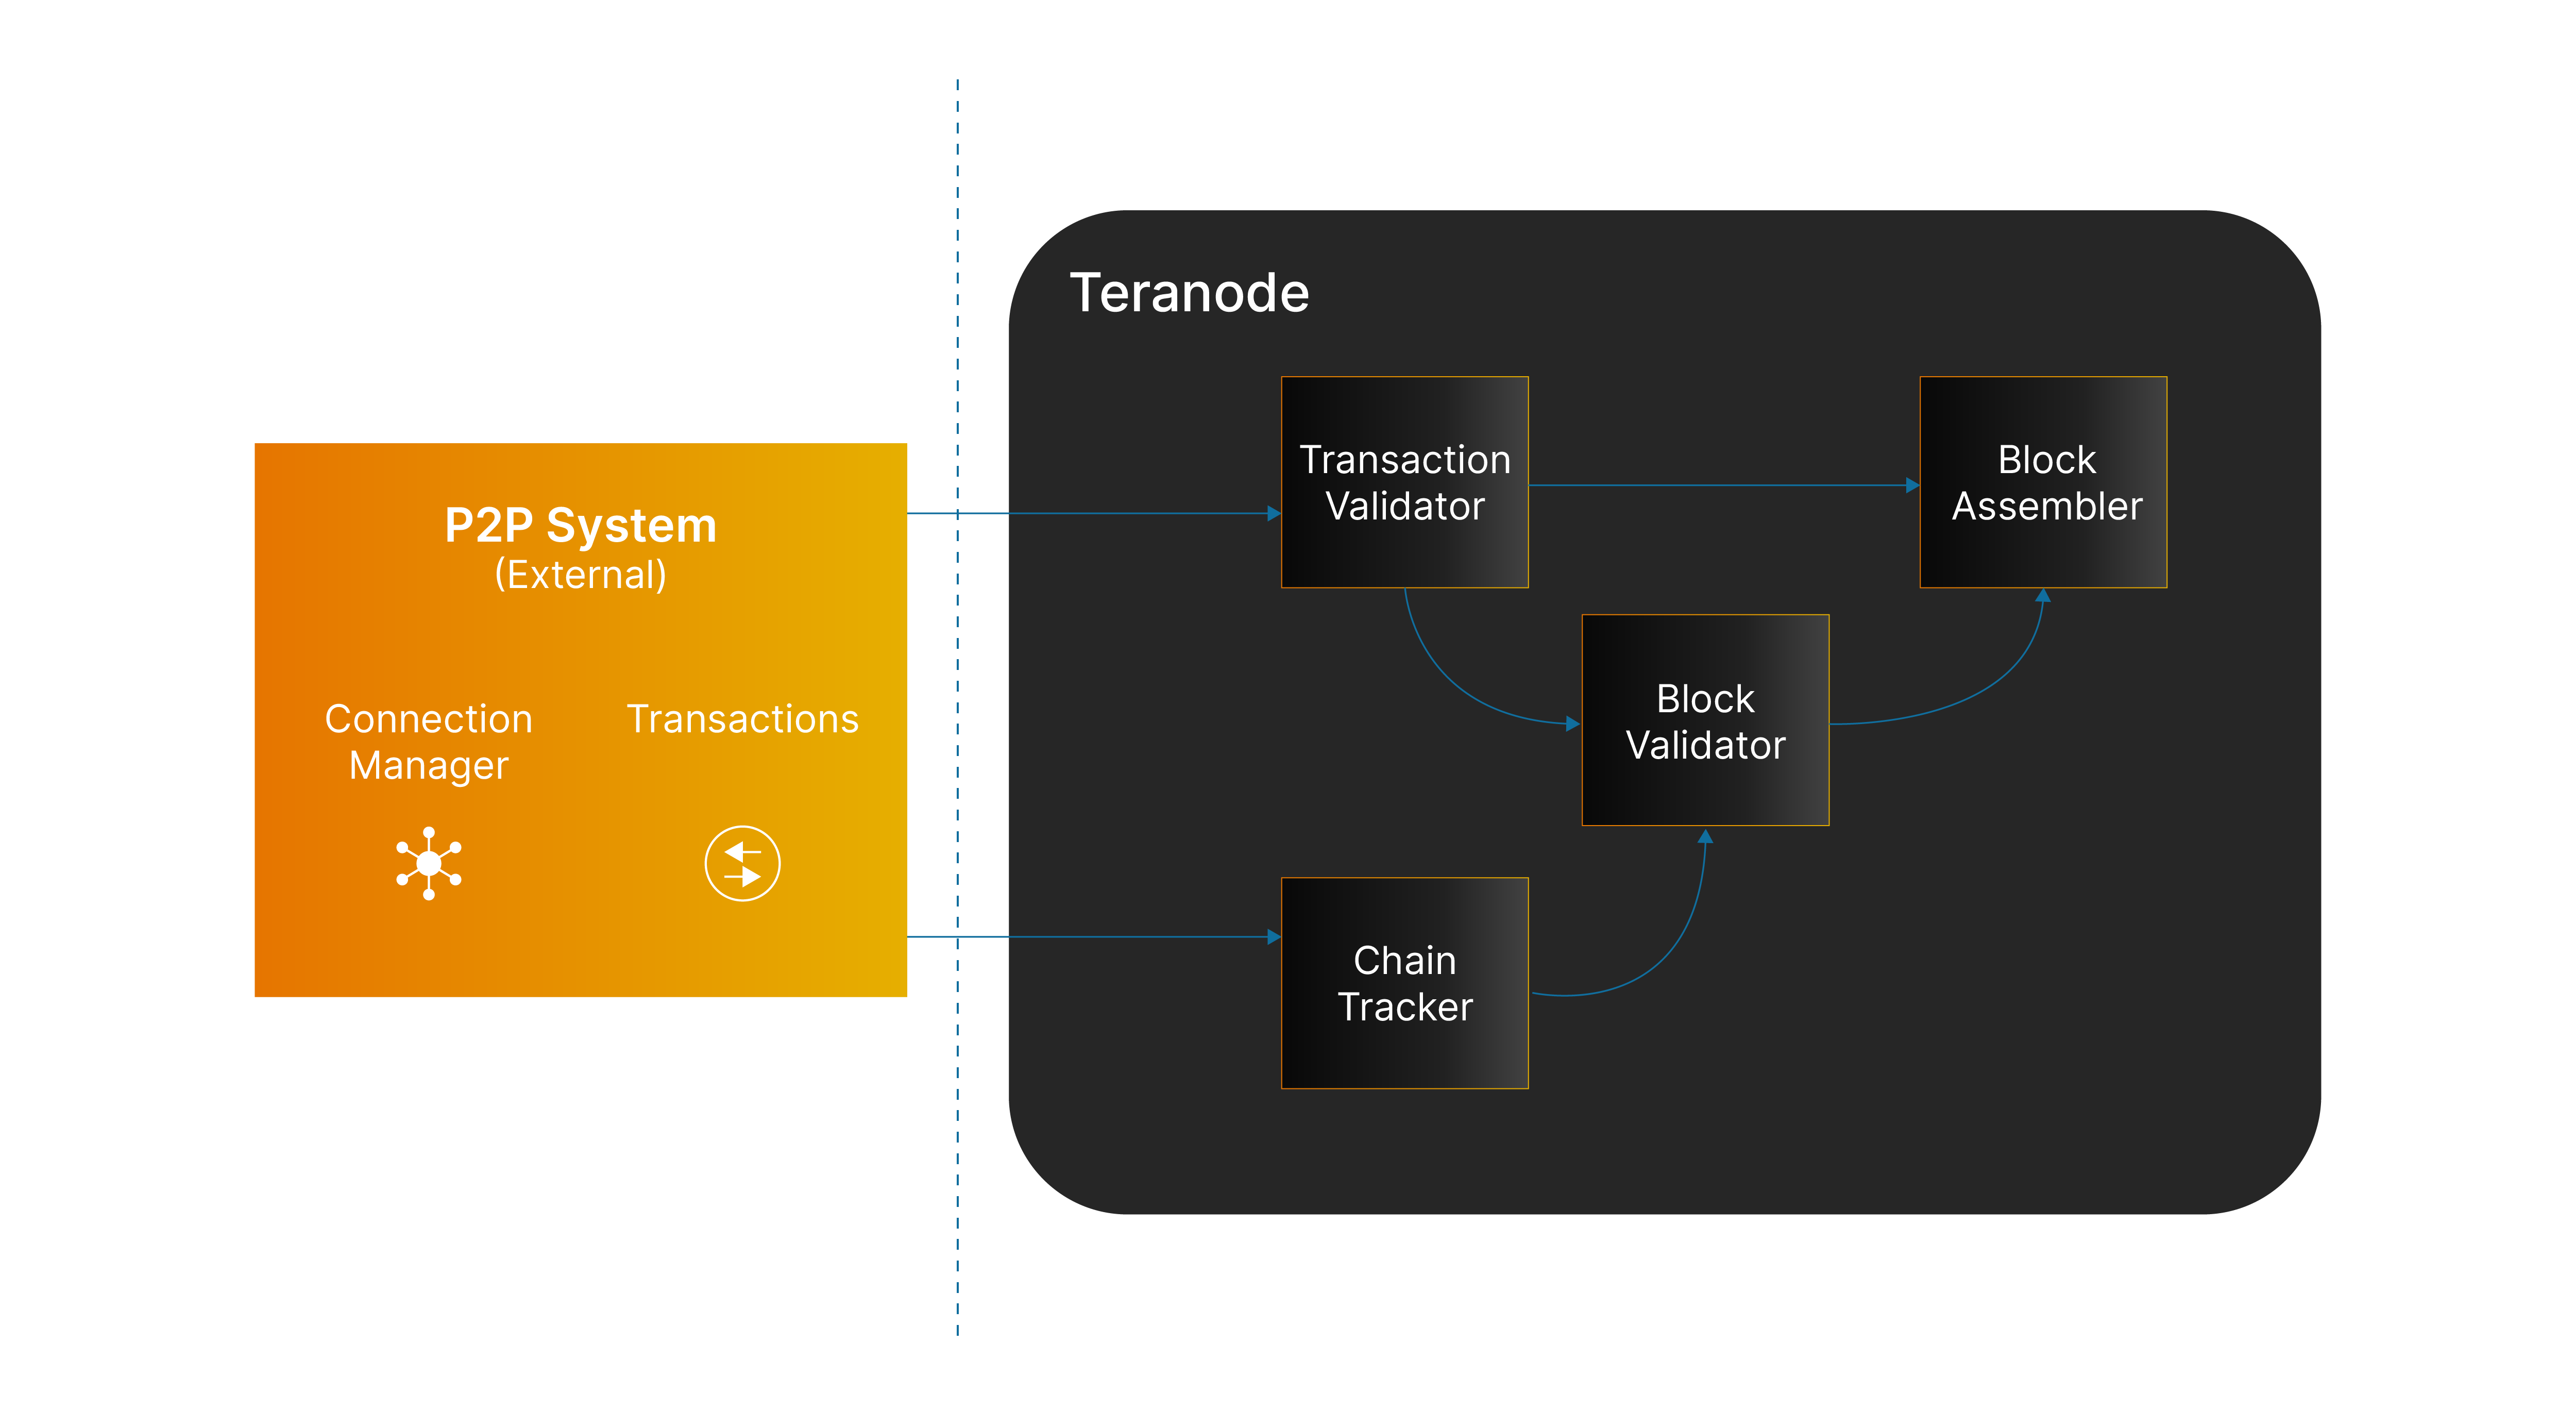 Teranode
P2P System
(External)
Connection
Manager
Transactions
Transaction
Validator
Block
Assembler
Block
Validator
Chain
Tracker